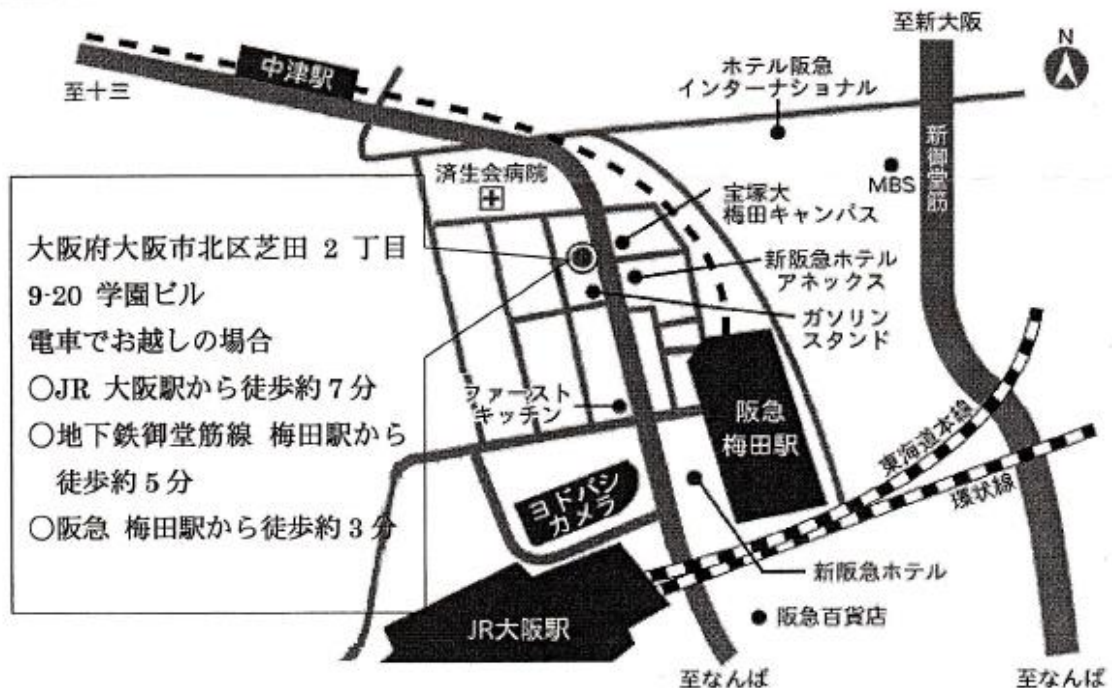 至新大阪
N
中津駅
至十三
ホテル阪急
インターナショナル
新御堂筋
MBS
済生会病院
宝塚大
梅田キャンパス
大阪府大阪市北区芝田 2 丁目
9-20 学園ビル
電車でお越しの場合
○JR 大阪駅から徒歩約 7 分
○地下鉄御堂筋線 梅田駅から
徒歩約 5 分
○阪急 梅田駅から徒歩約 3 分
新阪急ホテル
アネックス
ガソリン
スタンド
ファースト
キッチン
阪急
梅田駅
東海道本線
環状線
ヨドバシ
カメラ
新阪急ホテル
JR大阪駅
阪急百貨店
至なんば
至なんば